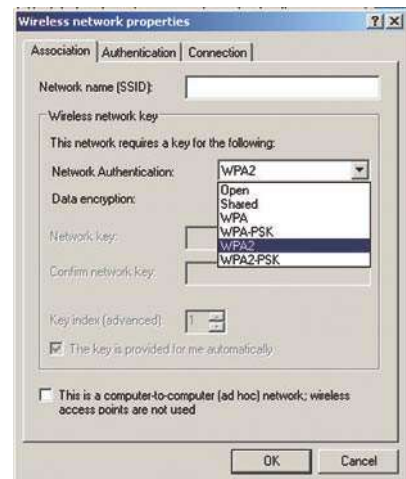 Wireless network properties
? X
Association Authentication Connection
Network name (SSID):
Wireless network key
This network requires a key for the following:
Network Authentication: WPA2
Data encryption:
Open
Shared
WPA
WPA-PSK
WPA2
WPA2-PSK
Network key:
Confirm network key:
Key index (advanced): 1
The key is provided for me automatically
This is a computer-to-computer (ad hoc) network; wireless
access points are not used
OK Cancel